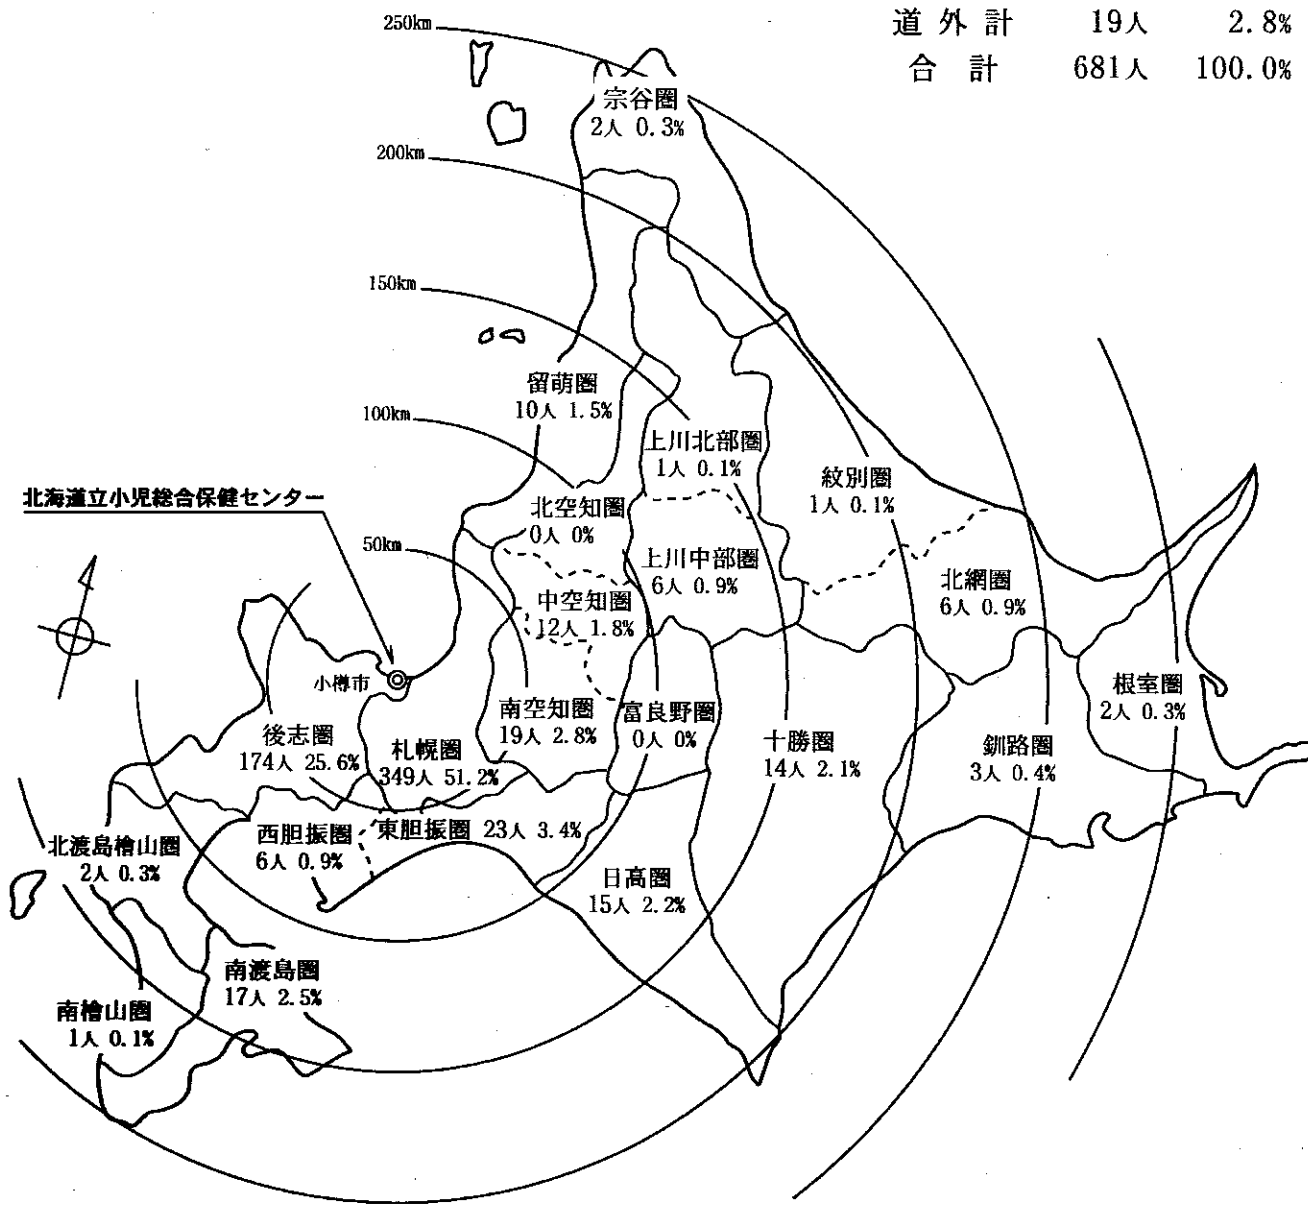 道外計 19人 2.8%
合計 681人 100.0%
250km
宗谷圏
2人 0.3%
200km
150km
留萌圏
10人 1.5%
100km
上川北部圏
1人 0.1%
紋別圏
1人 0.1%
北海道立小児総合保健センター
北空知圏
0人 0%
50km
上川中部圏
6人 0.9%
北網圏
6人 0.9%
中空知圏
12人 1.8%
小樽市
根室圏
2人 0.3%
南空知圏
19人 2.8%
富良野圏
0人 0%
後志圏
174人 25.6%
札幌圏
349人 51.2%
十勝圏
14人 2.1%
釧路圏
3人 0.4%
西胆振圏
6人 0.9%
東胆振圏 23人 3.4%
北渡島檜山圏
2人 0.3%
日高圏
15人 2.2%
南渡島圏
17人 2.5%
南檜山圏
1人 0.1%